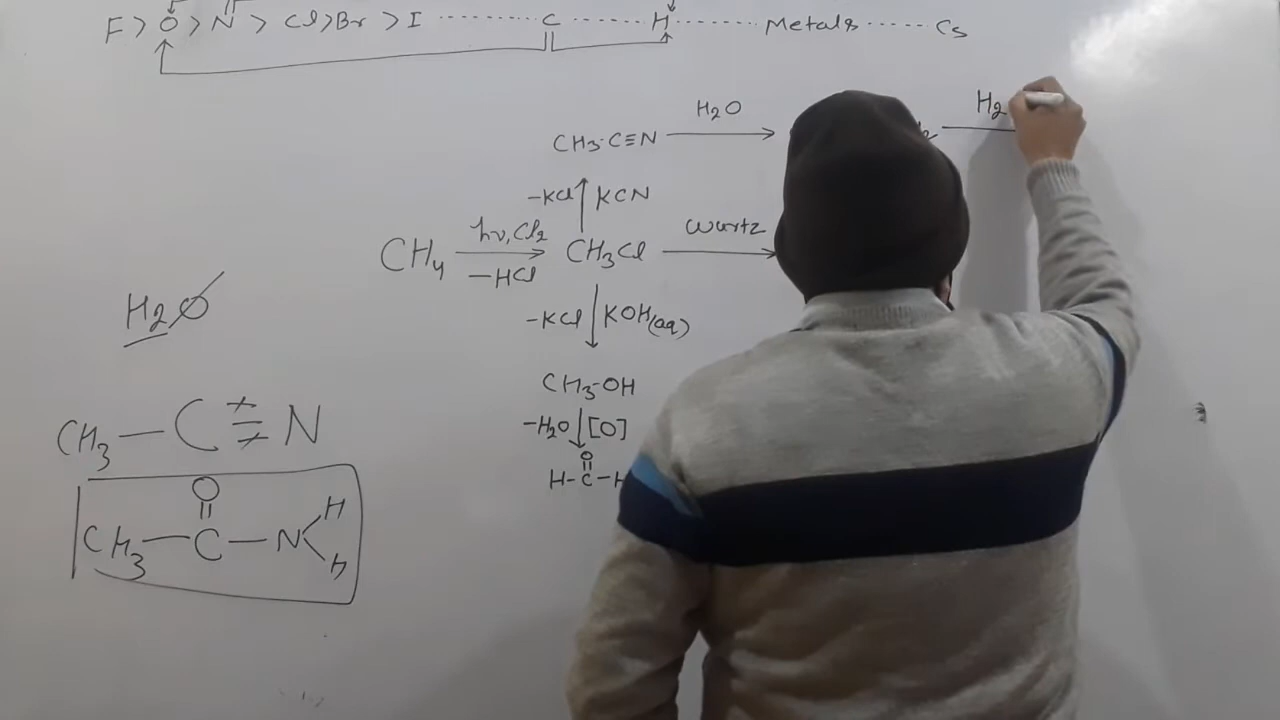 F > O > N > Cl > Br > I ........... C ...... H ........ Metals ...... Cs
CH3-C≡N H2O H2
-KCl KCN
CH4 hν, Cl2 CH3Cl Wurtz
-HCl
H2O
-KCl KOH(aq)
CH3-OH
-H2O [O]
CH3—C≡N
O
H-C-H
O
CH3—C—N H
H